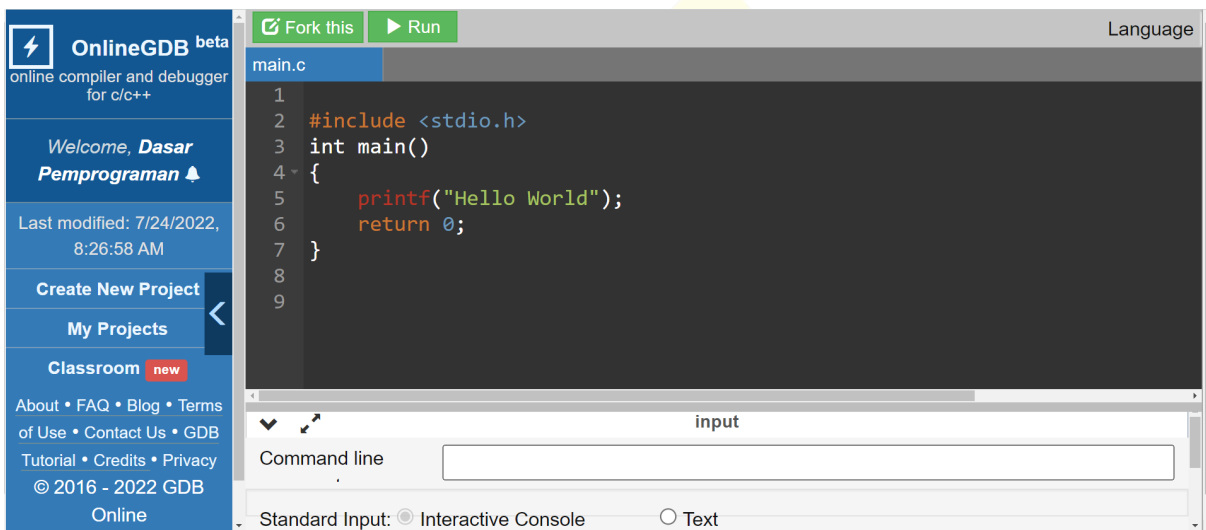 OnlineGDB beta
online compiler and debugger
for c/c++
Welcome, Dasar
Pemprograman
Last modified: 7/24/2022,
8:26:58 AM
Create New Project
My Projects
Classroom new
About • FAQ • Blog • Terms
of Use • Contact Us • GDB
Tutorial • Credits • Privacy
© 2016 - 2022 GDB
Online
Fork this Run Language
main.c
1
2 #include <stdio.h>
3 int main()
4 {
5     printf("Hello World");
6     return 0;
7 }
8
9
input
Command line
Standard Input: Interactive Console Text